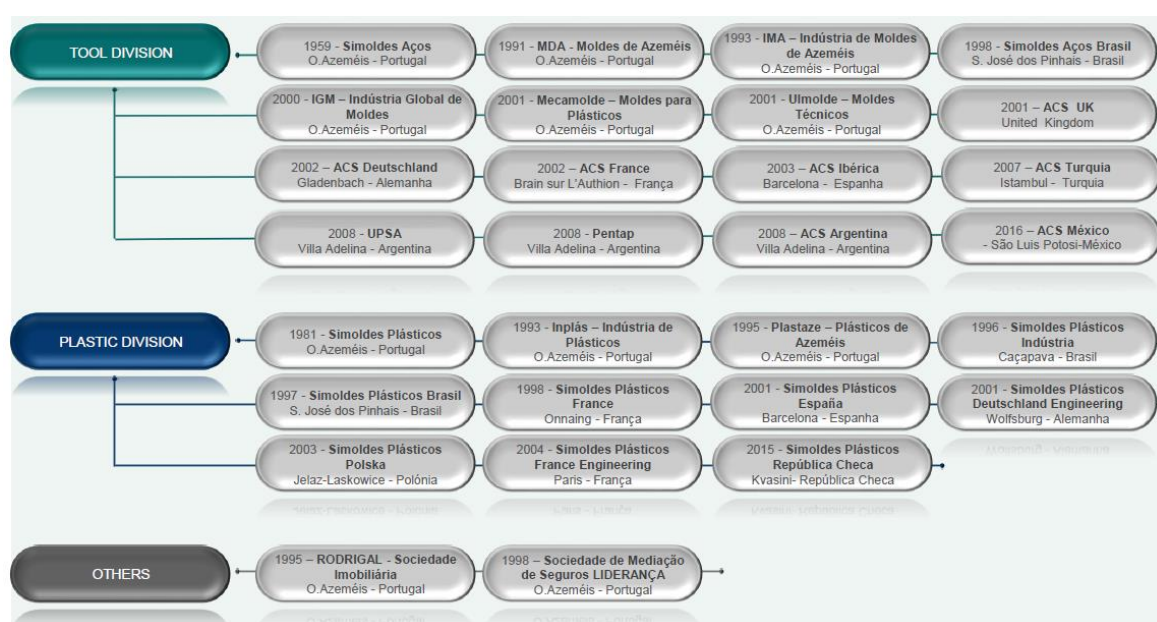 TOOL DIVISION
1959 - Simoldes Aços
O.Azeméis - Portugal
1991 - MDA - Moldes de Azeméis
O.Azeméis - Portugal
1993 - IMA – Indústria de Moldes
de Azeméis
O.Azeméis - Portugal
1998 - Simoldes Aços Brasil
S. José dos Pinhais - Brasil
2000 - IGM – Indústria Global de
Moldes
O.Azeméis - Portugal
2001 - Mecamolde – Moldes para
Plásticos
O.Azeméis - Portugal
2001 - Ulmolde – Moldes
Técnicos
O.Azeméis - Portugal
2001 – ACS UK
United Kingdom
2002 – ACS Deutschland
Gladenbach - Alemanha
2002 – ACS France
Brain sur L'Authion - França
2003 – ACS Ibérica
Barcelona - Espanha
2007 – ACS Turquia
Istambul - Turquia
2008 - UPSA
Villa Adelina - Argentina
2008 - Pentap
Villa Adelina - Argentina
2008 – ACS Argentina
Villa Adelina - Argentina
2016 – ACS México
- São Luis Potosi-México
PLASTIC DIVISION
1981 - Simoldes Plásticos
O.Azeméis - Portugal
1993 - Inplás – Indústria de
Plásticos
O.Azeméis - Portugal
1995 - Plastaze – Plásticos de
Azeméis
O.Azeméis - Portugal
1996 - Simoldes Plásticos
Indústria
Caçapava - Brasil
1997 - Simoldes Plásticos Brasil
S. José dos Pinhais - Brasil
1998 - Simoldes Plásticos
France
Onnaing - França
2001 - Simoldes Plásticos
España
Barcelona - Espanha
2001 - Simoldes Plásticos
Deutschland Engineering
Wolfsburg - Alemanha
2003 - Simoldes Plásticos
Polska
Jelaz-Laskowice - Polónia
2004 - Simoldes Plásticos
France Engineering
Paris - França
2015 - Simoldes Plásticos
República Checa
Kvasini- República Checa
OTHERS
1995 – RODRIGAL - Sociedade
Imobiliária
O.Azeméis - Portugal
1998 – Sociedade de Mediação
de Seguros LIDERANÇA
O.Azeméis - Portugal